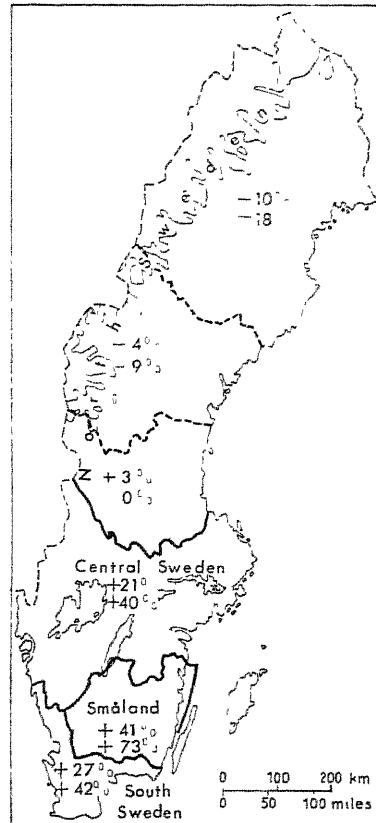 -10%
-18
-4%
-9%
+3%
0%
Central Sweden
+21%
+40%
Småland
+41%
+73%
+27%
+42%
South
Sweden
0 100 200 km
0 50 100 miles